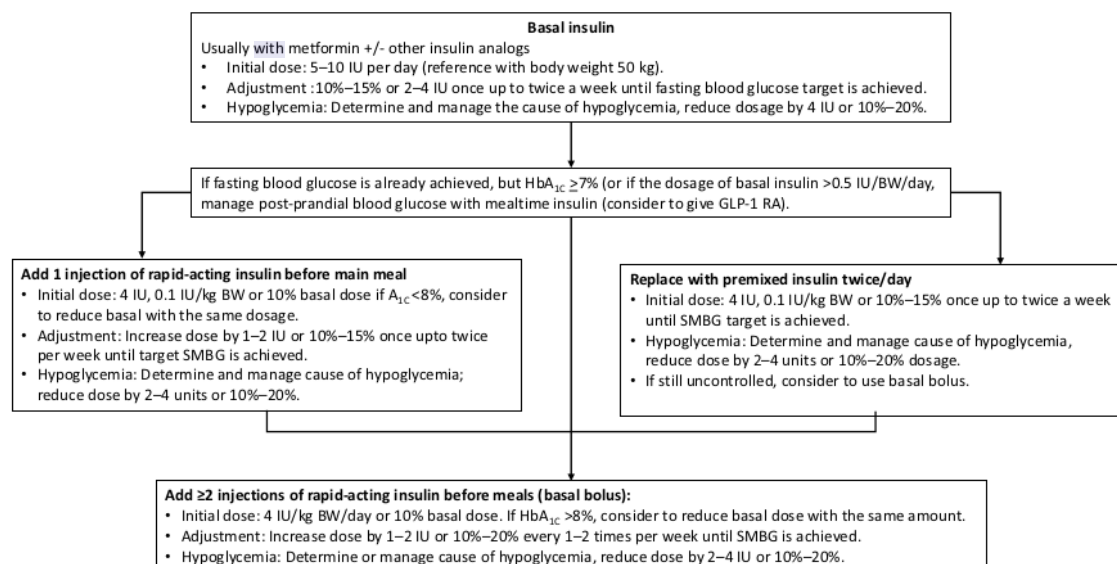 Basal insulin
Usually with metformin +/- other insulin analogs
• Initial dose: 5–10 IU per day (reference with body weight 50 kg).
• Adjustment :10%–15% or 2–4 IU once up to twice a week until fasting blood glucose target is achieved.
• Hypoglycemia: Determine and manage the cause of hypoglycemia, reduce dosage by 4 IU or 10%–20%.
If fasting blood glucose is already achieved, but HbA1C ≥7% (or if the dosage of basal insulin >0.5 IU/BW/day,
manage post-prandial blood glucose with mealtime insulin (consider to give GLP-1 RA).
Add 1 injection of rapid-acting insulin before main meal
• Initial dose: 4 IU, 0.1 IU/kg BW or 10% basal dose if A1C <8%, consider
to reduce basal with the same dosage.
• Adjustment: Increase dose by 1–2 IU or 10%–15% once upto twice
per week until target SMBG is achieved.
• Hypoglycemia: Determine and manage cause of hypoglycemia;
reduce dose by 2–4 units or 10%–20%.
Replace with premixed insulin twice/day
• Initial dose: 4 IU, 0.1 IU/kg BW or 10%–15% once up to twice a week
until SMBG target is achieved.
• Hypoglycemia: Determine and manage cause of hypoglycemia,
reduce dose by 2–4 units or 10%–20% dosage.
• If still uncontrolled, consider to use basal bolus.
Add ≥2 injections of rapid-acting insulin before meals (basal bolus):
• Initial dose: 4 IU/kg BW/day or 10% basal dose. If HbA1C >8%, consider to reduce basal dose with the same amount.
• Adjustment: Increase dose by 1–2 IU or 10%–20% every 1–2 times per week until SMBG is achieved.
• Hypoglycemia: Determine or manage cause of hypoglycemia, reduce dose by 2–4 IU or 10%–20%.